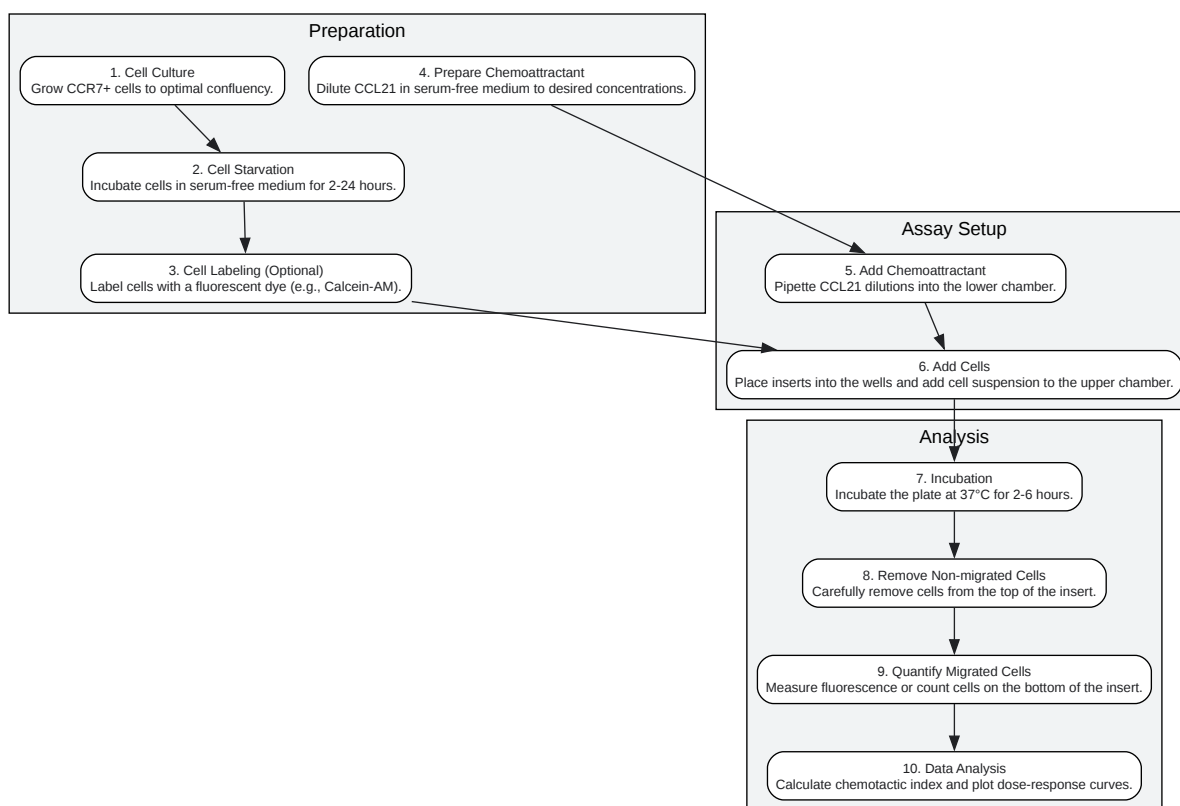 Preparation
1. Cell Culture
Grow CCR7+ cells to optimal confluency.
4. Prepare Chemoattractant
Dilute CCL21 in serum-free medium to desired concentrations.
2. Cell Starvation
Incubate cells in serum-free medium for 2-24 hours.
3. Cell Labeling (Optional)
Label cells with a fluorescent dye (e.g., Calcein-AM).
Assay Setup
5. Add Chemoattractant
Pipette CCL21 dilutions into the lower chamber.
6. Add Cells
Place inserts into the wells and add cell suspension to the upper chamber.
Analysis
7. Incubation
Incubate the plate at 37°C for 2-6 hours.
8. Remove Non-migrated Cells
Carefully remove cells from the top of the insert.
9. Quantify Migrated Cells
Measure fluorescence or count cells on the bottom of the insert.
10. Data Analysis
Calculate chemotactic index and plot dose-response curves.